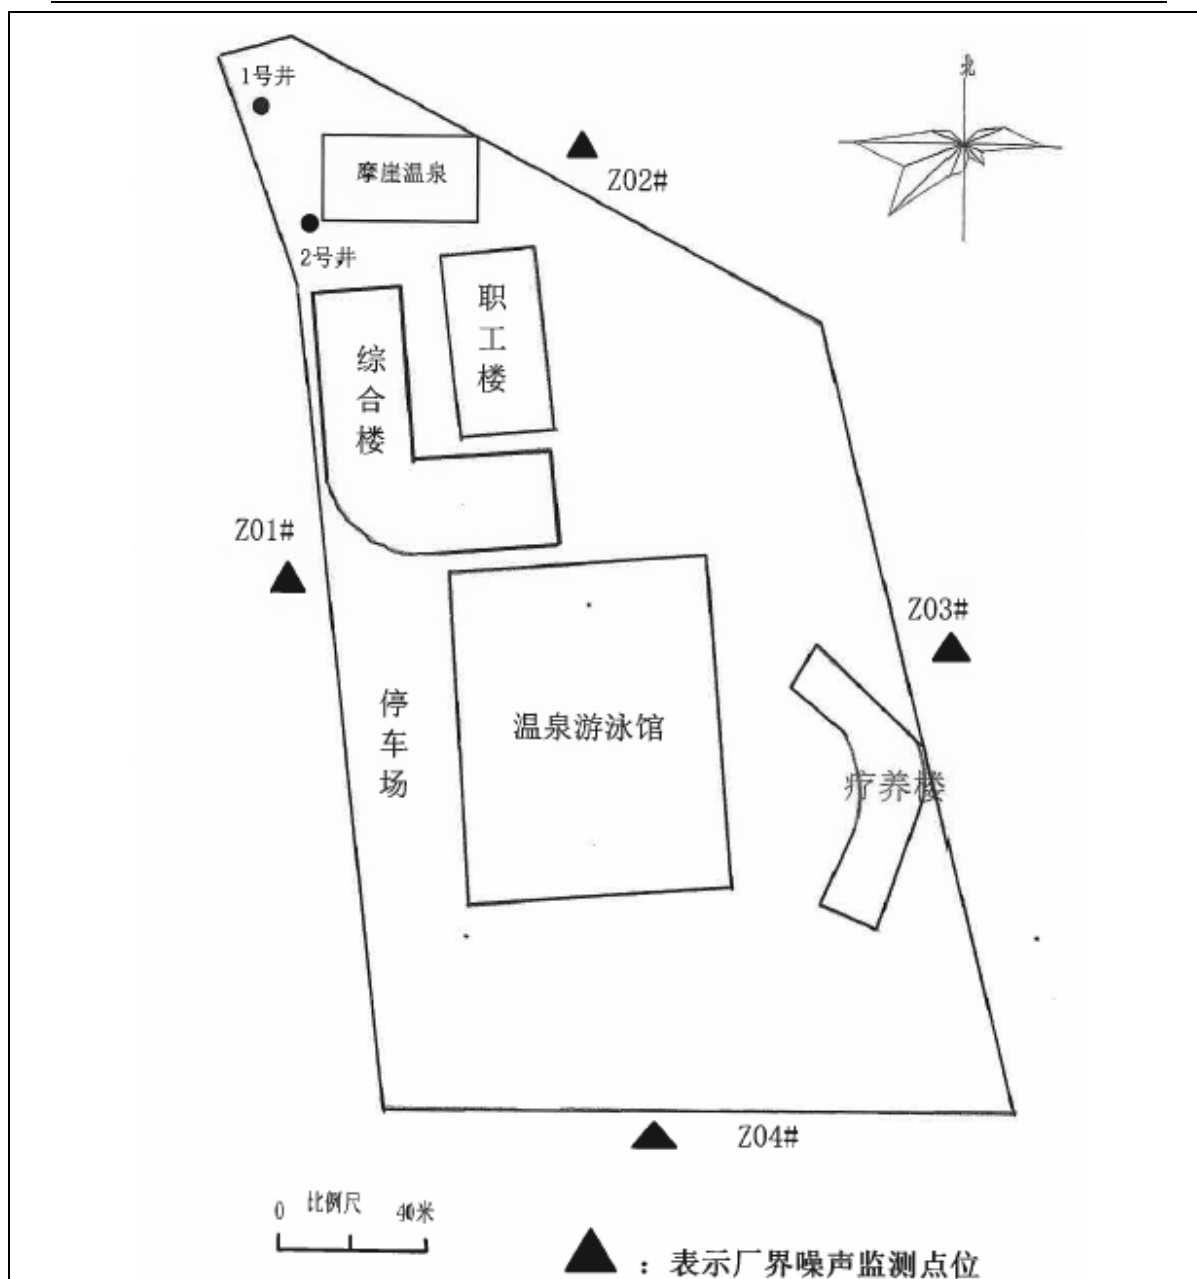 北
1号井
摩崖温泉
Z02#
2号井
职工楼
综合楼
Z01#
Z03#
停车场
温泉游泳馆
疗养楼
Z04#
0 比例尺 40米
：表示厂界噪声监测点位